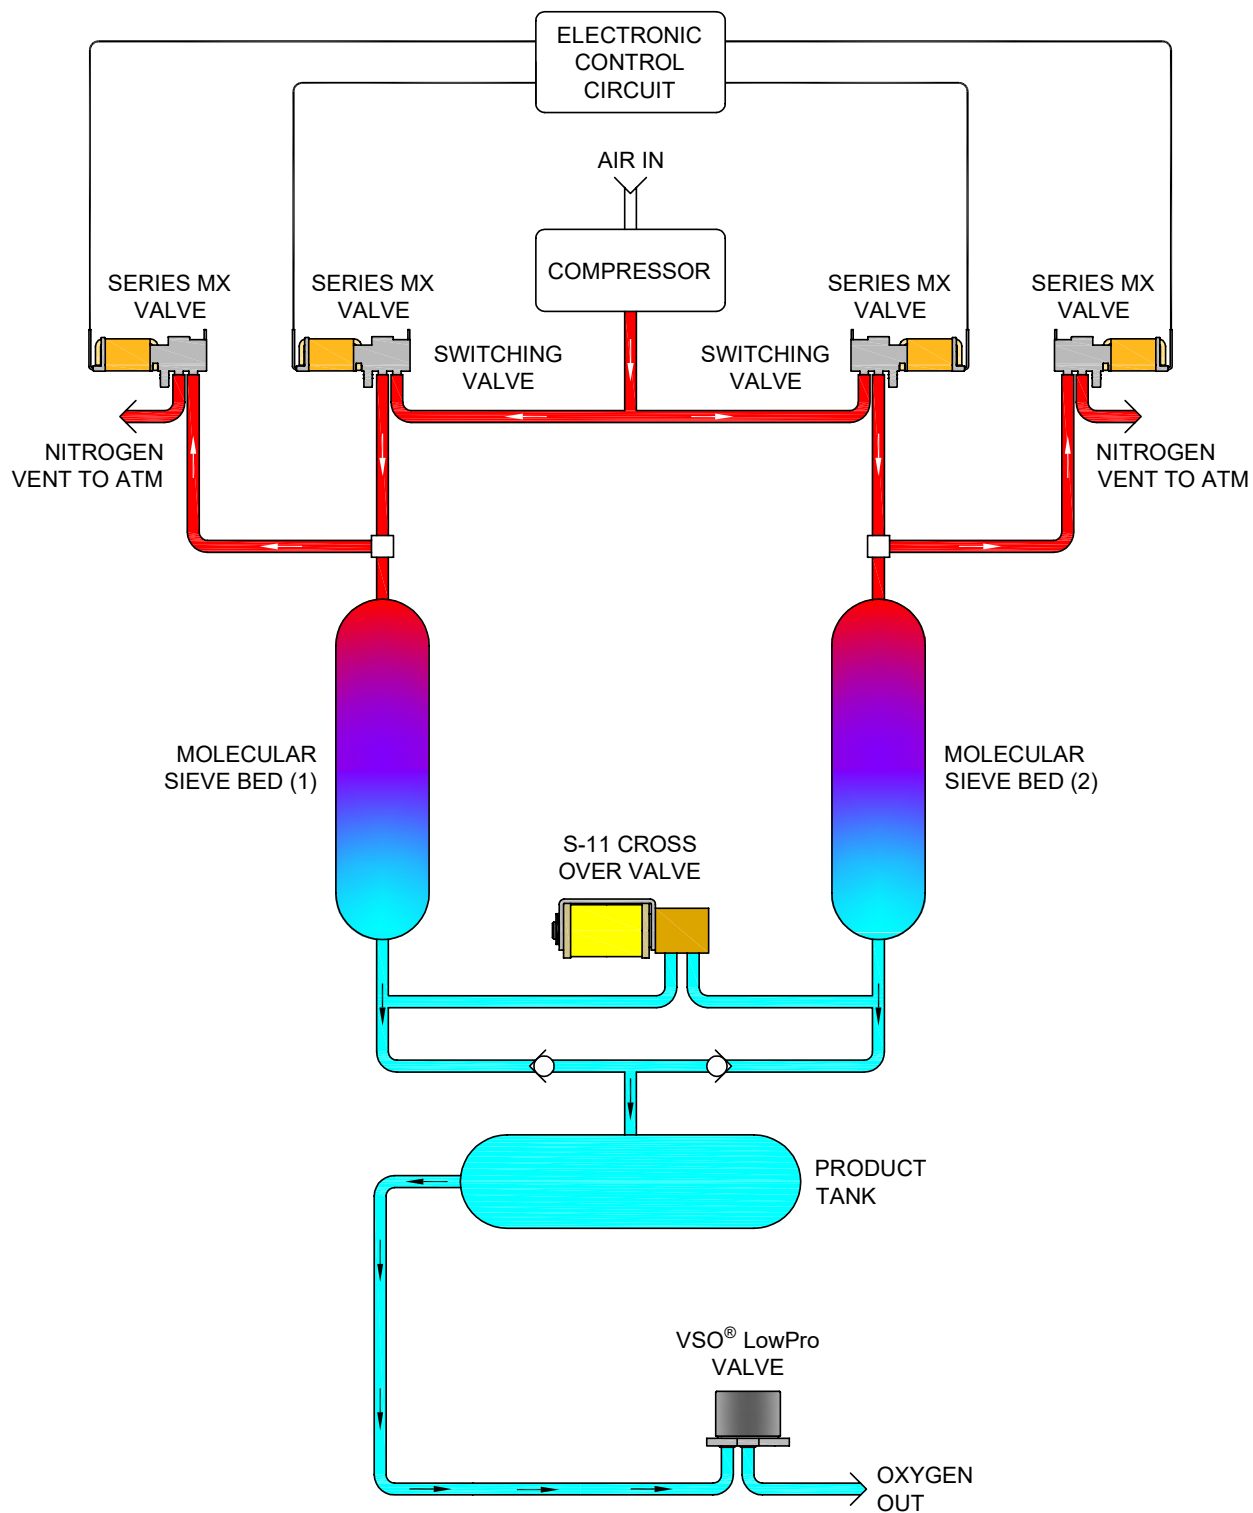 ELECTRONIC
CONTROL
CIRCUIT
AIR IN
COMPRESSOR
SERIES MX
VALVE
SERIES MX
VALVE
SERIES MX
VALVE
SERIES MX
VALVE
SWITCHING
VALVE
SWITCHING
VALVE
NITROGEN
VENT TO ATM
NITROGEN
VENT TO ATM
MOLECULAR
SIEVE BED (1)
MOLECULAR
SIEVE BED (2)
S-11 CROSS
OVER VALVE
PRODUCT
TANK
VSO® LowPro
VALVE
OXYGEN
OUT